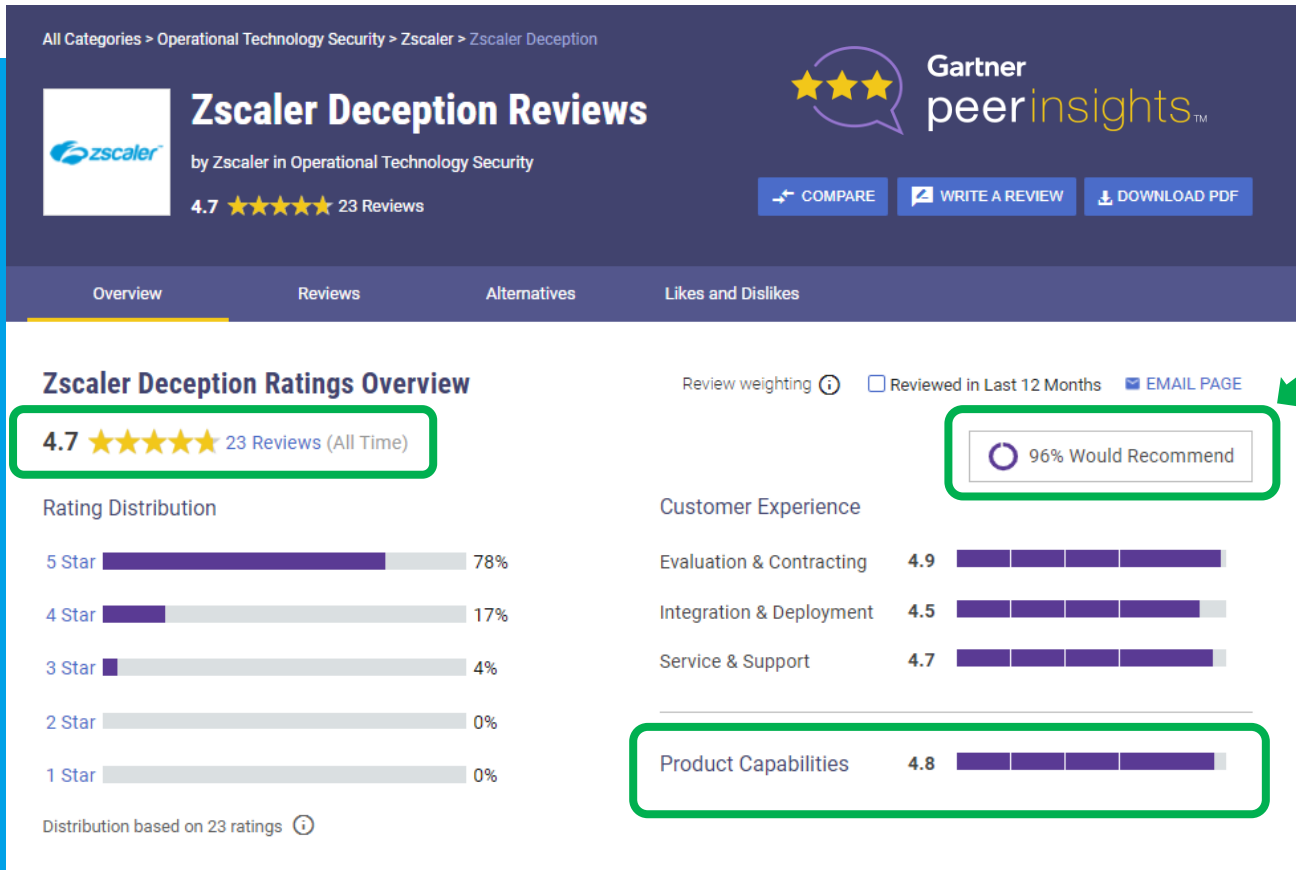 All Categories > Operational Technology Security > Zscaler > Zscaler Deception
zscaler™
Zscaler Deception Reviews
by Zscaler in Operational Technology Security
4.7 23 Reviews
Gartner
peerinsights™
COMPARE
WRITE A REVIEW
DOWNLOAD PDF
Overview Reviews Alternatives Likes and Dislikes
Zscaler Deception Ratings Overview
Review weighting Reviewed in Last 12 Months EMAIL PAGE
4.7 23 Reviews (All Time)
96% Would Recommend
Rating Distribution
5 Star 78%
4 Star 17%
3 Star 4%
2 Star 0%
1 Star 0%
Distribution based on 23 ratings
Customer Experience
Evaluation & Contracting 4.9
Integration & Deployment 4.5
Service & Support 4.7
Product Capabilities 4.8